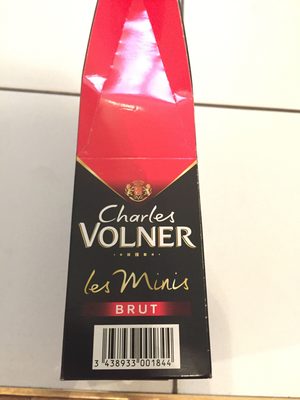 Charles
VOLNER
Les Minis
BRUT
3 438933 001844